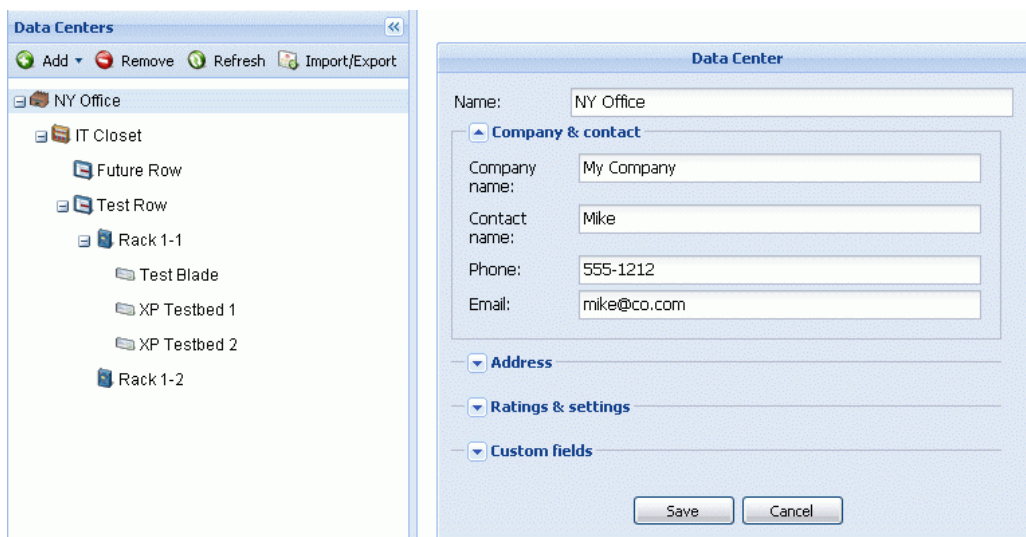 Data Centers
Add Remove Refresh Import/Export
NY Office
IT Closet
Future Row
Test Row
Rack 1-1
Test Blade
XP Testbed 1
XP Testbed 2
Rack 1-2
Data Center
Name: NY Office
Company & contact
Company name: My Company
Contact name: Mike
Phone: 555-1212
Email: mike@co.com
Address
Ratings & settings
Custom fields
Save Cancel